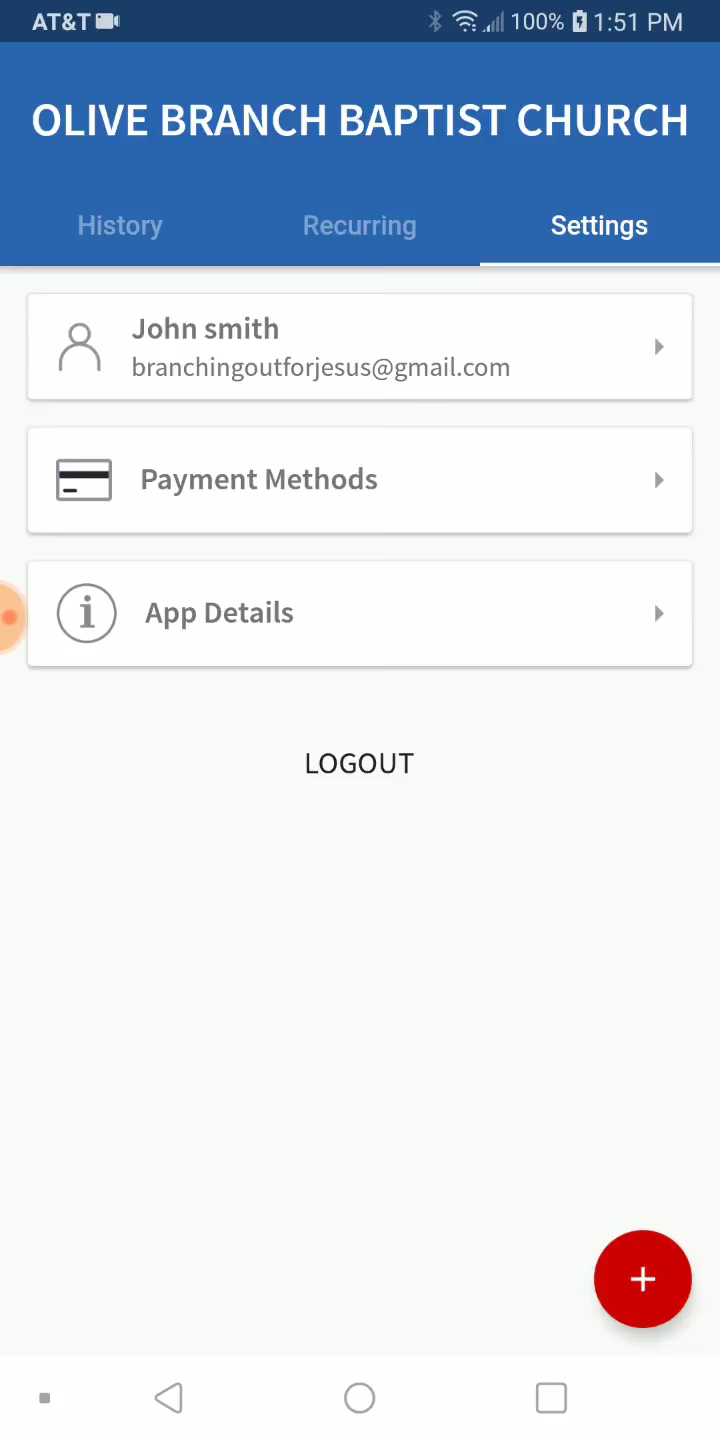 AT&T 100% 1:51 PM
OLIVE BRANCH BAPTIST CHURCH
History Recurring Settings
John smith
branchingoutforjesus@gmail.com
Payment Methods
App Details
LOGOUT
+